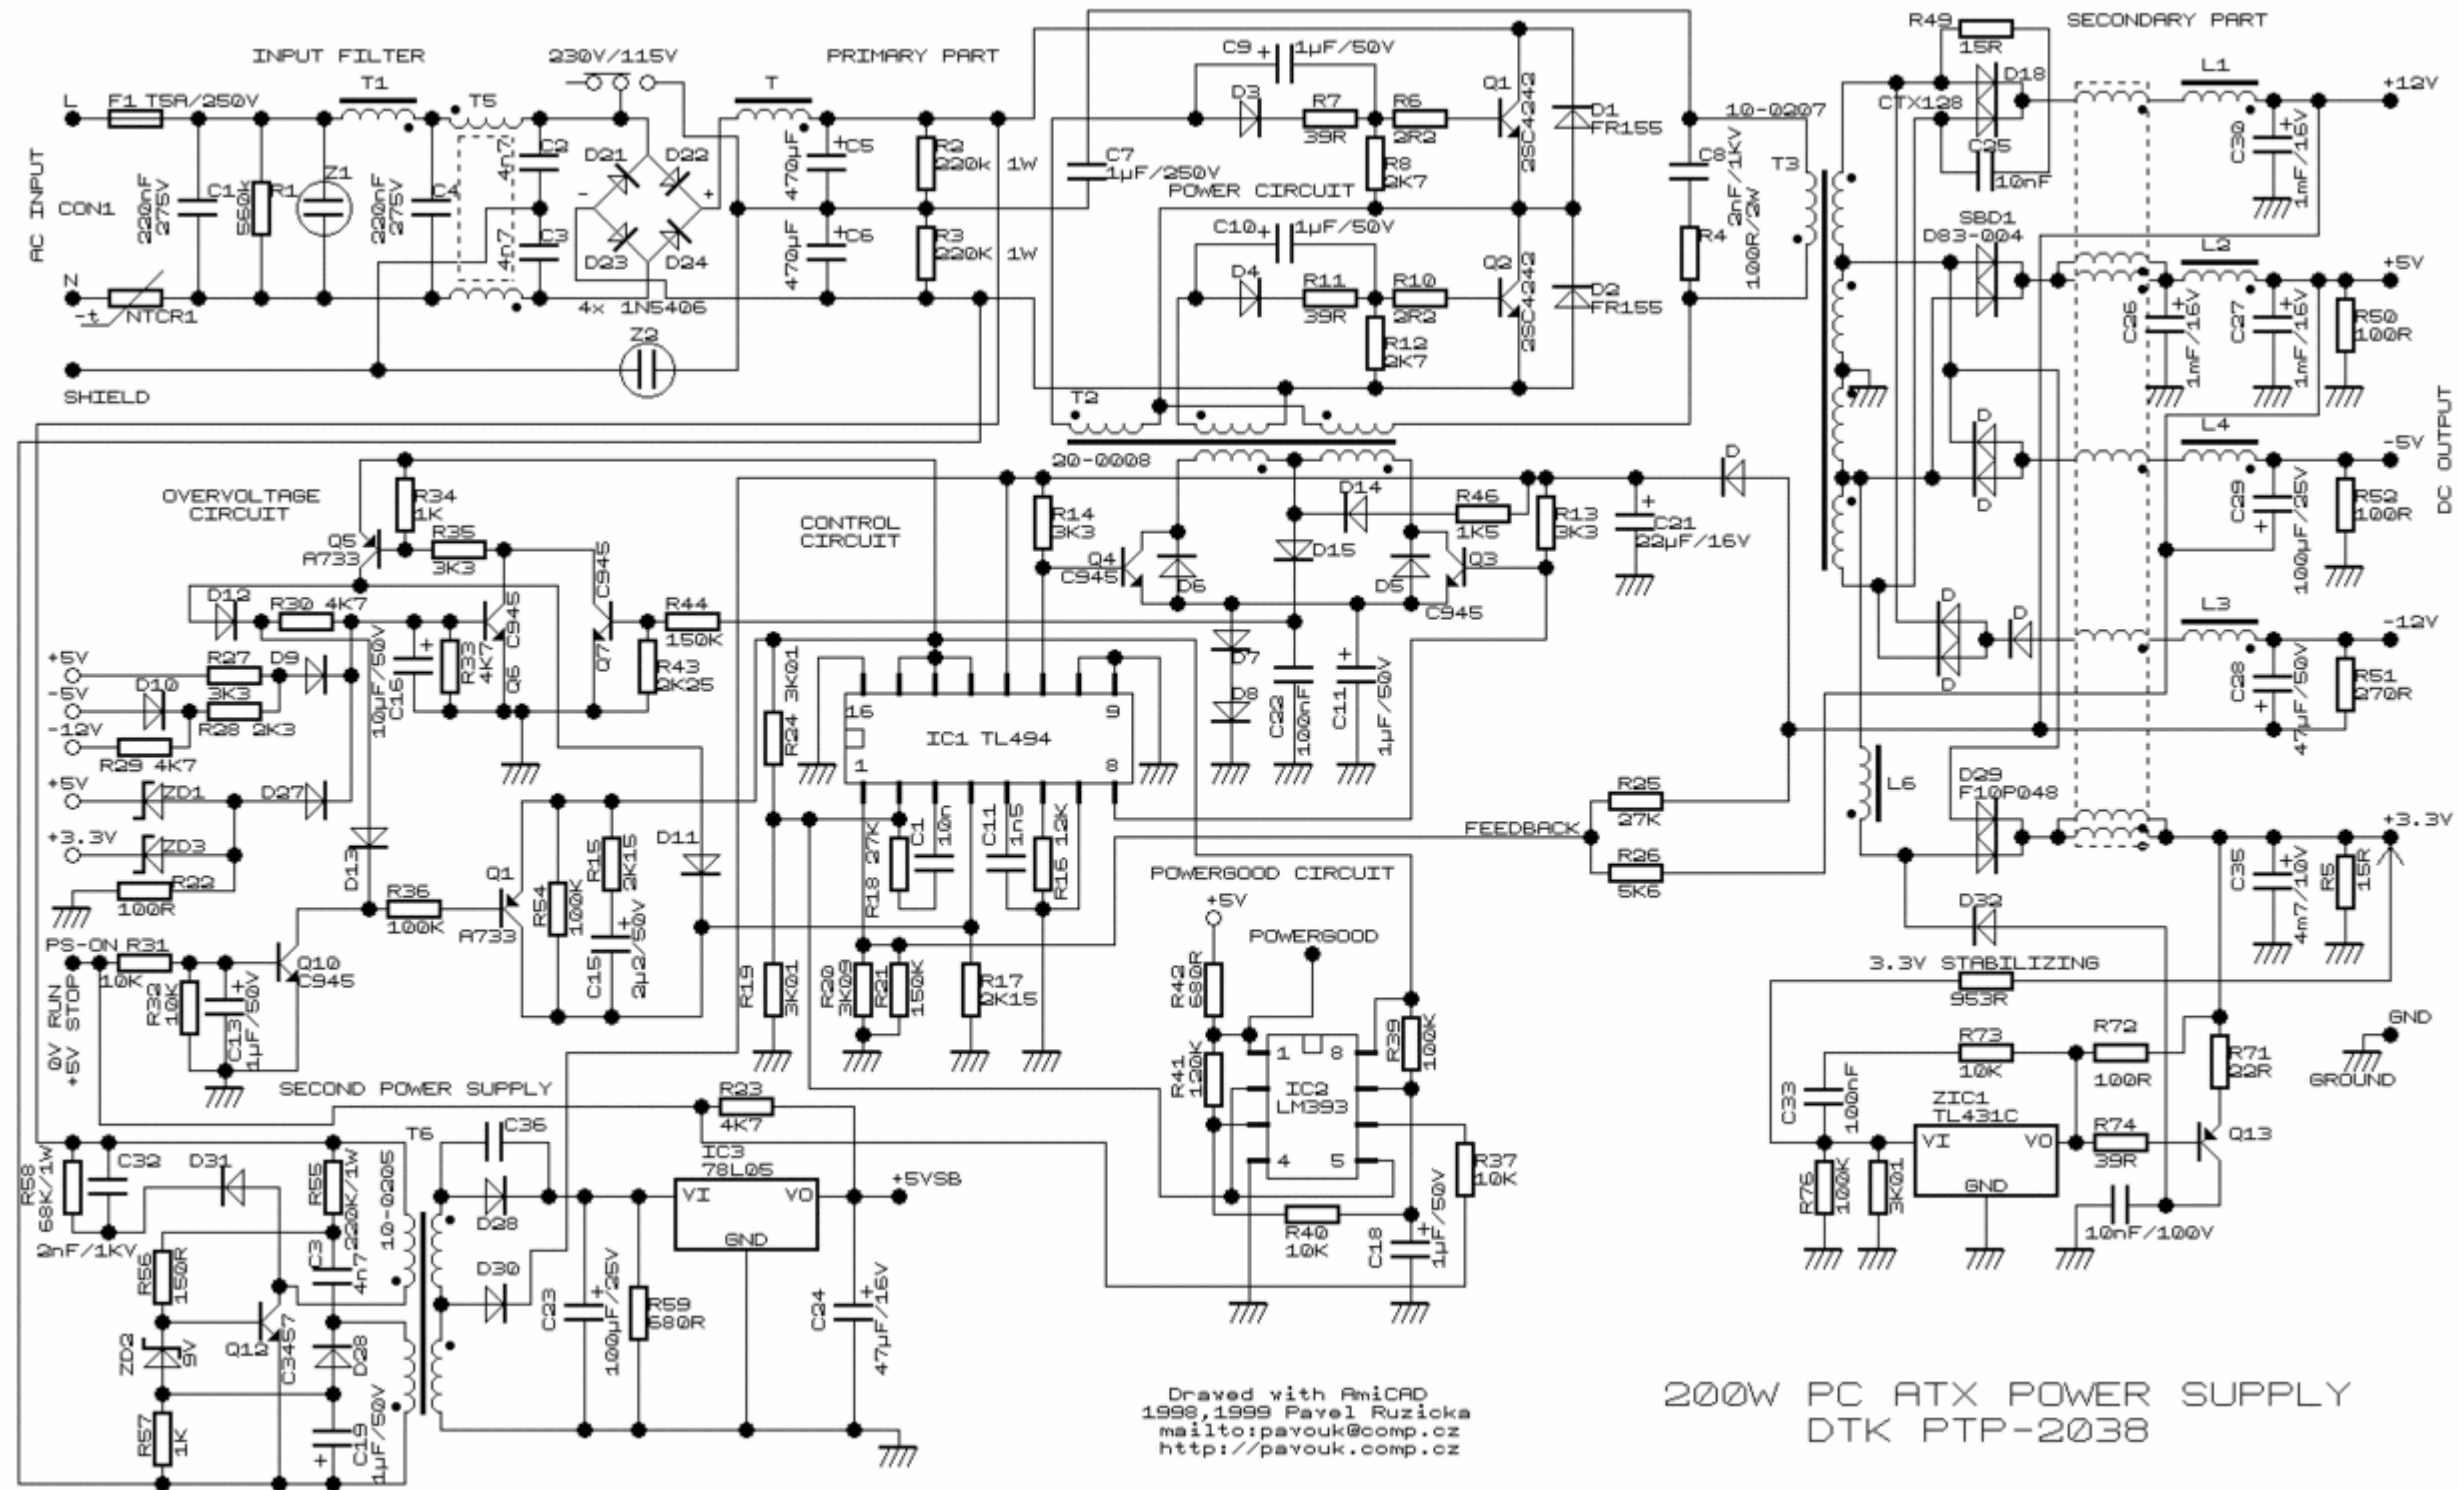 INPUT FILTER
230V/115V
PRIMARY PART
SECONDARY PART
AC INPUT
CON1
L
N
SHIELD
F1 T5A/250V
-t
NTCR1
C1
220nF
275V
R1
560K
Z1
T1
C4
220nF
275V
T5
4n7
C2
4n7
C3
D21
D22
D23
D24
-
+
4x 1N5406
Z2
T
470µF
C5
470µF
C6
R2
220k 1W
R3
220K 1W
C7
1µF/250V
POWER CIRCUIT
C9
1µF/50V
D3
R7
39R
R6
2R2
R8
2K7
Q1
2SC4242
D1
FR155
C10
1µF/50V
D4
R11
39R
R10
2R2
R12
2K7
Q2
2SC4242
D2
FR155
C8
2nF/1KV
R4
100R/2W
10-0207
T3
T2
20-0008
R49
15R
D18
CTX128
C25
10nF
SBD1
D83-004
L1
C30
1mF/16V
+12V
L2
C26
1mF/16V
C27
1mF/16V
R50
100R
+5V
D
D
L4
C29
100µF/25V
R52
100R
-5V
DC OUTPUT
D
D
D
L3
C28
47µF/50V
R51
270R
-12V
L6
D29
F10P048
+3.3V
C35
4m7/10V
R5
15R
D32
3.3V STABILIZING
953R
R73
10K
R72
100R
R71
22R
C33
100nF
ZIC1
TL431C
VI
VO
GND
R74
39R
Q13
R76
100K
3K01
10nF/100V
GND
GROUND
OVERVOLTAGE
CIRCUIT
R34
1K
R35
3K3
Q5
A733
D12
R30 4K7
C945
C945
Q6
Q7
R44
150K
R43
2K25
R33
4K7
C16
10µF/50V
+5V
R27
3K3
D9
-5V
D10
R28 2K3
-12V
R29 4K7
+5V
ZD1
D27
+3.3V
ZD3
R22
100R
D13
R36
100K
Q1
A733
PS-ON
R31
10K
0V RUN
+5V STOP
R32
10K
C13
1µF/50V
Q10
C945
R54
100K
R15
2K15
C15
2µ2/50V
D11
CONTROL
CIRCUIT
R14
3K3
Q4
C945
D6
D14
R46
1K5
D15
D5
Q3
C945
R13
3K3
C21
22µF/16V
D
D7
D8
C22
100nF
C11
1µF/50V
R24 3K01
16
9
IC1 TL494
1
8
R18 27K
C1
10n
C11
1n5
R16 12K
R19
3K01
R20
3K09
R21
150K
R17
2K15
FEEDBACK
R25
27K
R26
5K6
POWERGOOD CIRCUIT
+5V
POWERGOOD
R42
680R
R41
120K
1
8
IC2
LM393
4
5
R39
100K
R37
10K
R40
10K
C18
1µF/50V
SECOND POWER SUPPLY
R23
4K7
R58
68K/1W
C32
2nF/1KV
D31
R55
220K/1W
T6
10-0205
C36
D28
D30
IC3
78L05
VI
VO
GND
+5VSB
R56
150R
C3
4n7
ZD2
9V
Q12
C3457
D28
R57
1K
C19
1µF/50V
C23
100µF/25V
R59
680R
C24
47µF/16V
Drawed with AmiCAD
1998,1999 Pavel Ruzicka
mailto:pavouk@comp.cz
http://pavouk.comp.cz
200W PC ATX POWER SUPPLY
DTK PTP-2038